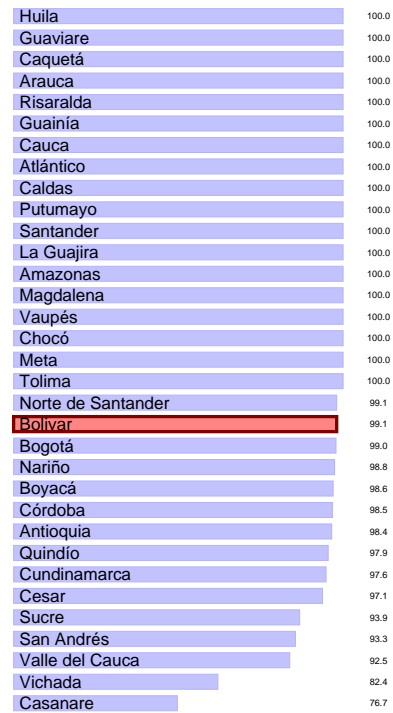 Huila 100.0
Guaviare 100.0
Caquetá 100.0
Arauca 100.0
Risaralda 100.0
Guainía 100.0
Cauca 100.0
Atlántico 100.0
Caldas 100.0
Putumayo 100.0
Santander 100.0
La Guajira 100.0
Amazonas 100.0
Magdalena 100.0
Vaupés 100.0
Chocó 100.0
Meta 100.0
Tolima 100.0
Norte de Santander 99.1
Bolívar 99.1
Bogotá 99.0
Nariño 98.8
Boyacá 98.6
Córdoba 98.5
Antioquia 98.4
Quindío 97.9
Cundinamarca 97.6
Cesar 97.1
Sucre 93.9
San Andrés 93.3
Valle del Cauca 92.5
Vichada 82.4
Casanare 76.7